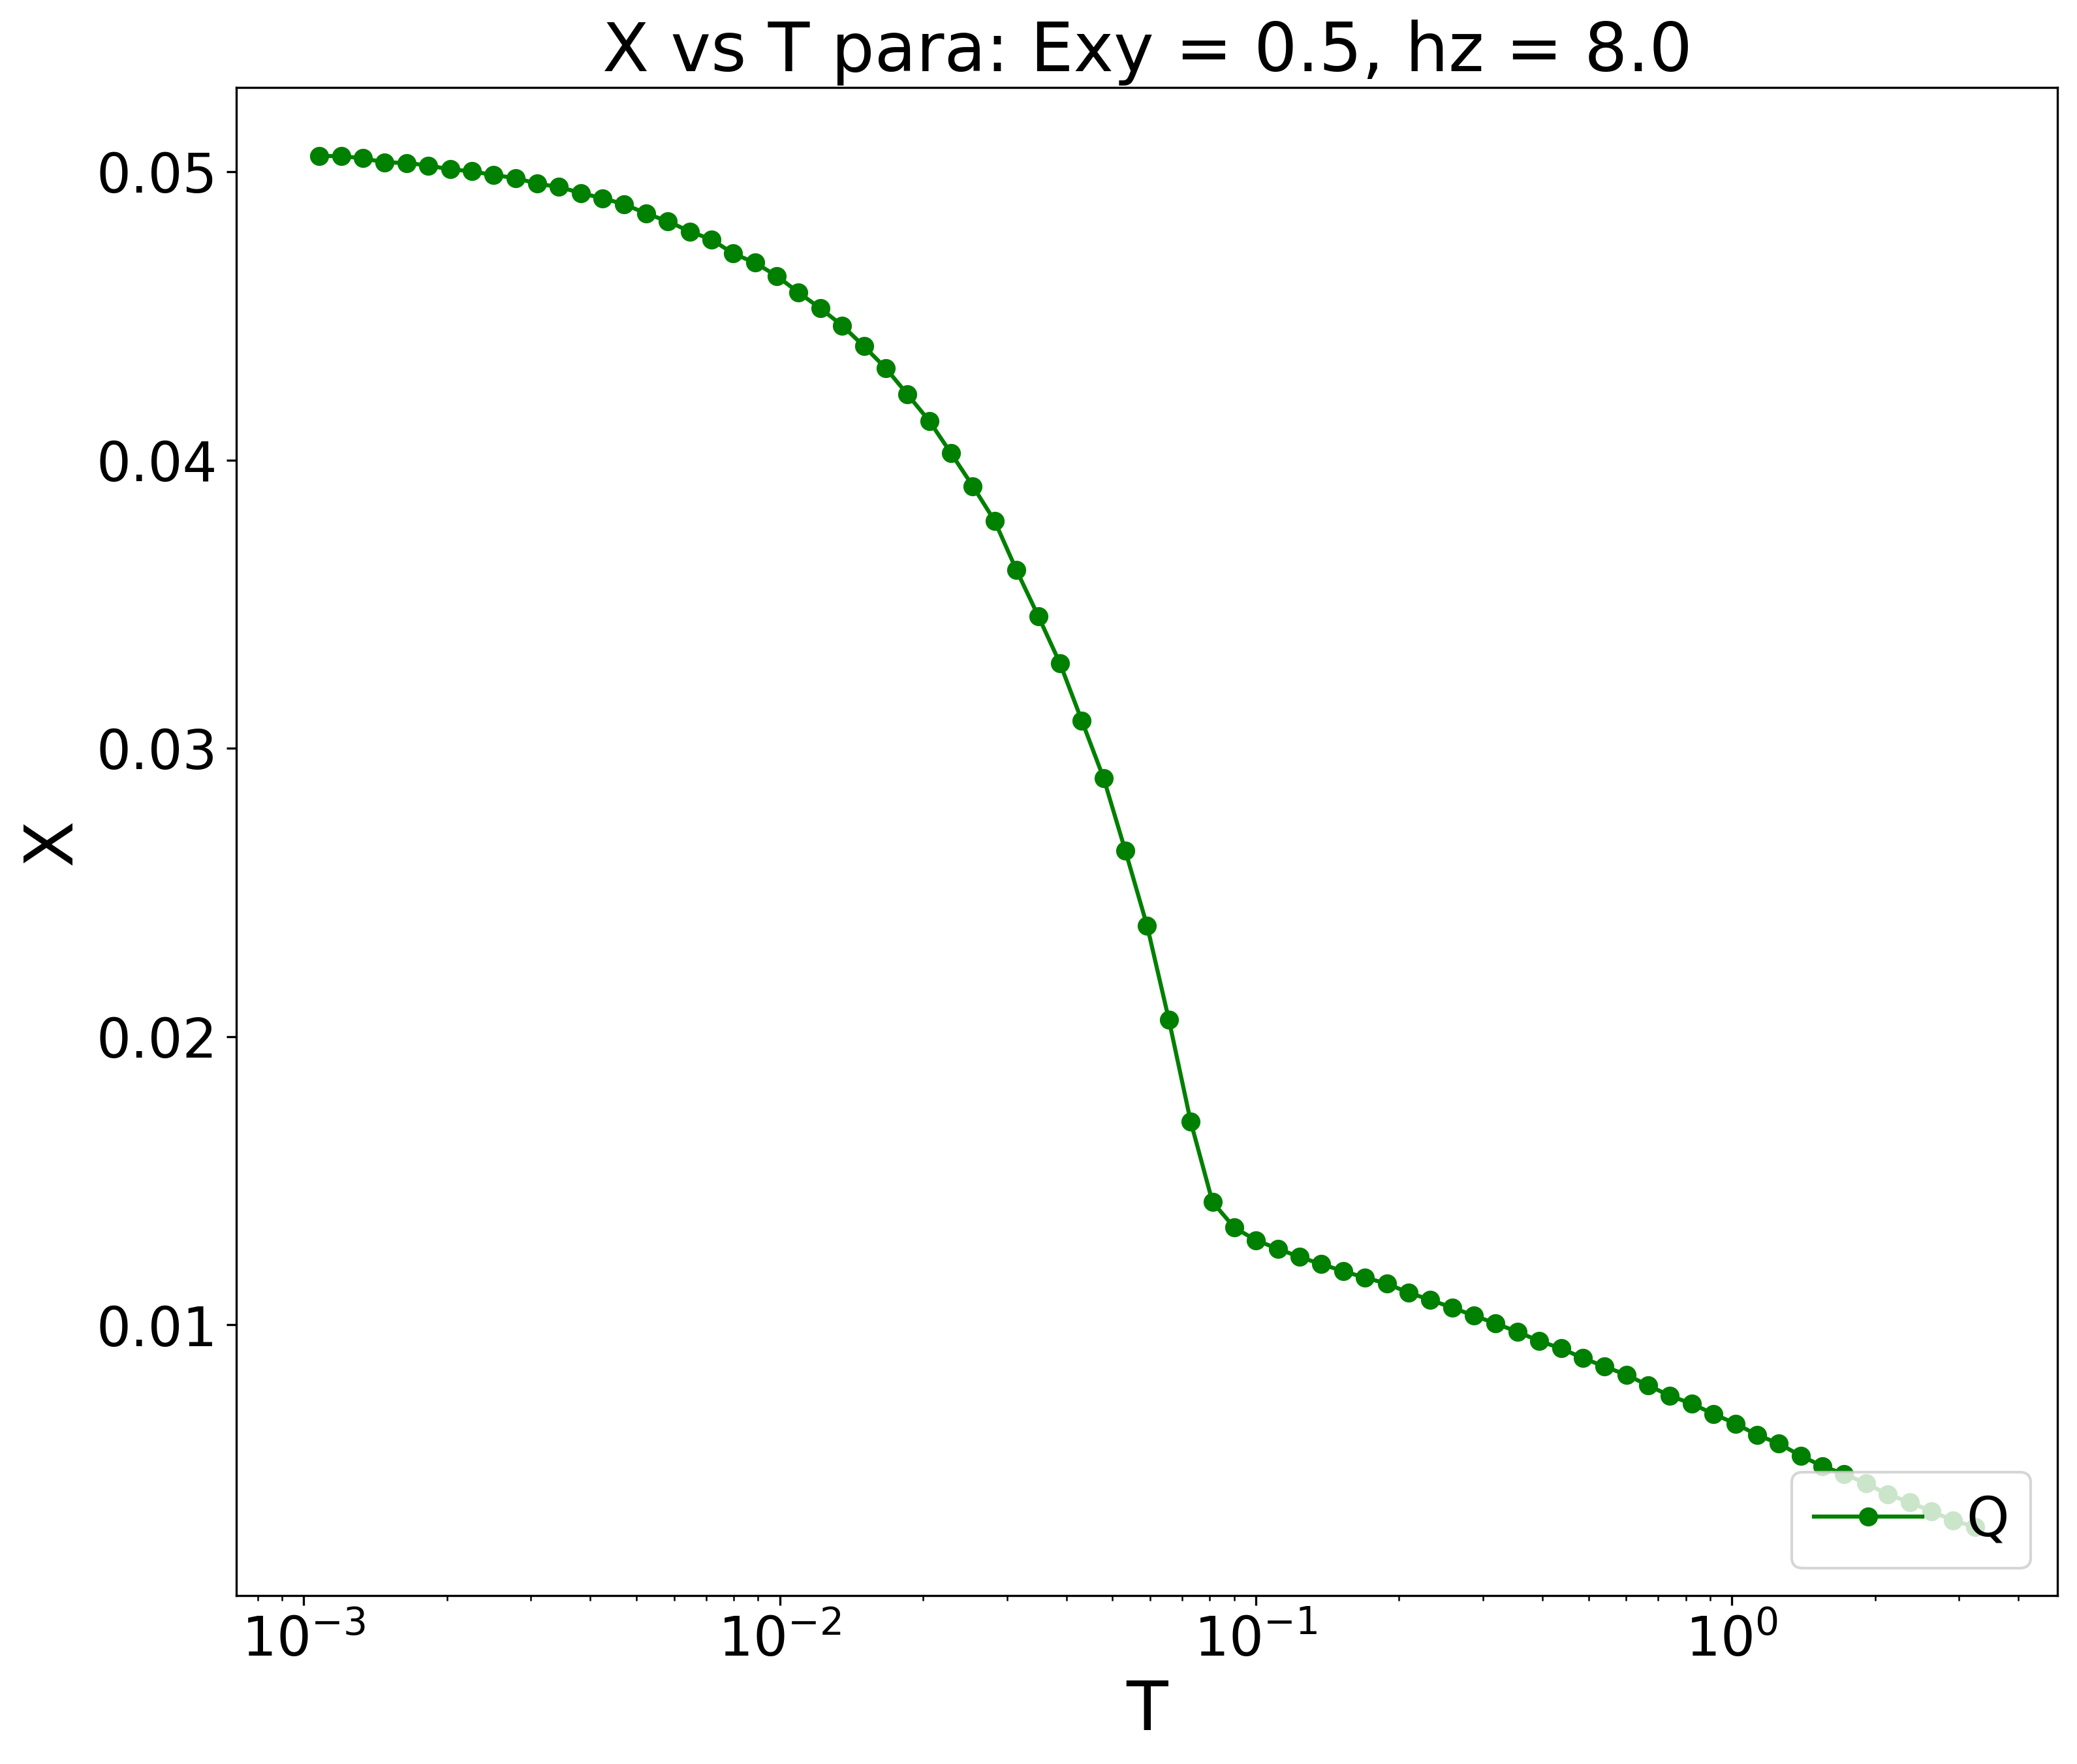 X vs T para: Exy = 0.5, hz = 8.0
0.05
0.04
0.03
0.02
0.01
X
10⁻³ 10⁻² 10⁻¹ 10⁰
T
Q